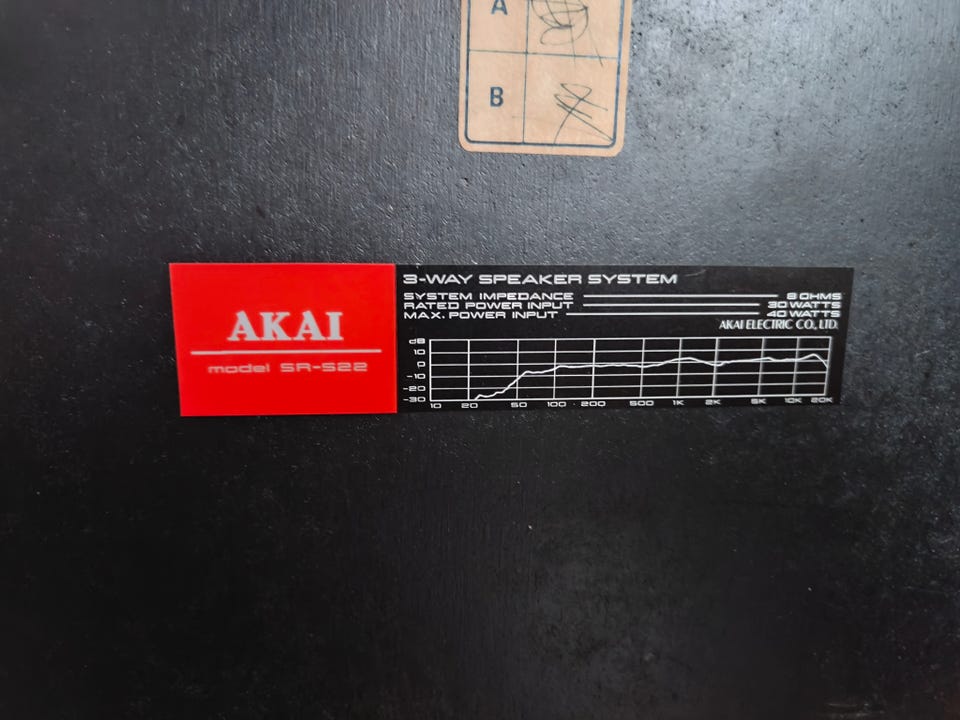 A
B
AKAI
model SR-S22
3-WAY SPEAKER SYSTEM
SYSTEM IMPEDANCE 8 OHMS
RATED POWER INPUT 30 WATTS
MAX. POWER INPUT 40 WATTS
AKAI ELECTRIC CO., LTD.
dB
10
0
-10
-20
-30
10 20 50 100 200 500 1K 2K 5K 10K 20K